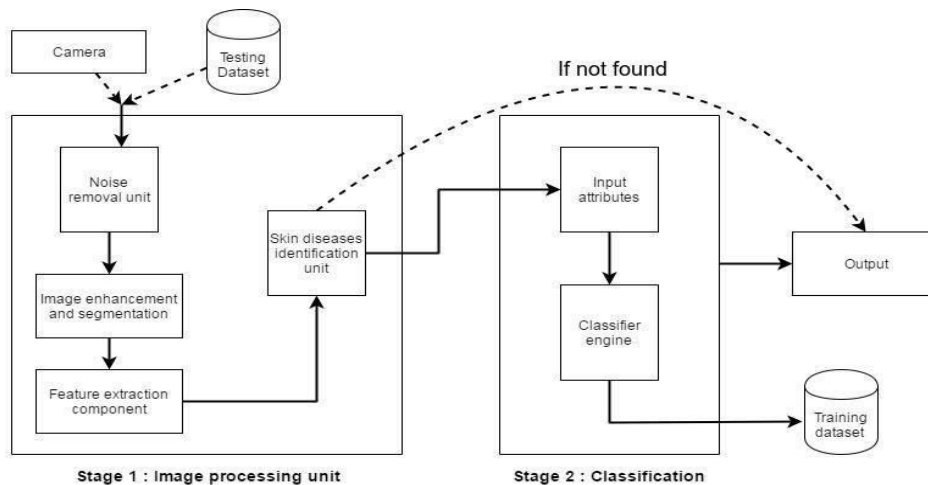 Camera
Testing
Dataset
If not found
Noise
removal unit
Input
attributes
Skin diseases
identification
unit
Output
Image enhancement
and segmentation
Classifier
engine
Feature extraction
component
Training
dataset
Stage 1 : Image processing unit
Stage 2 : Classification